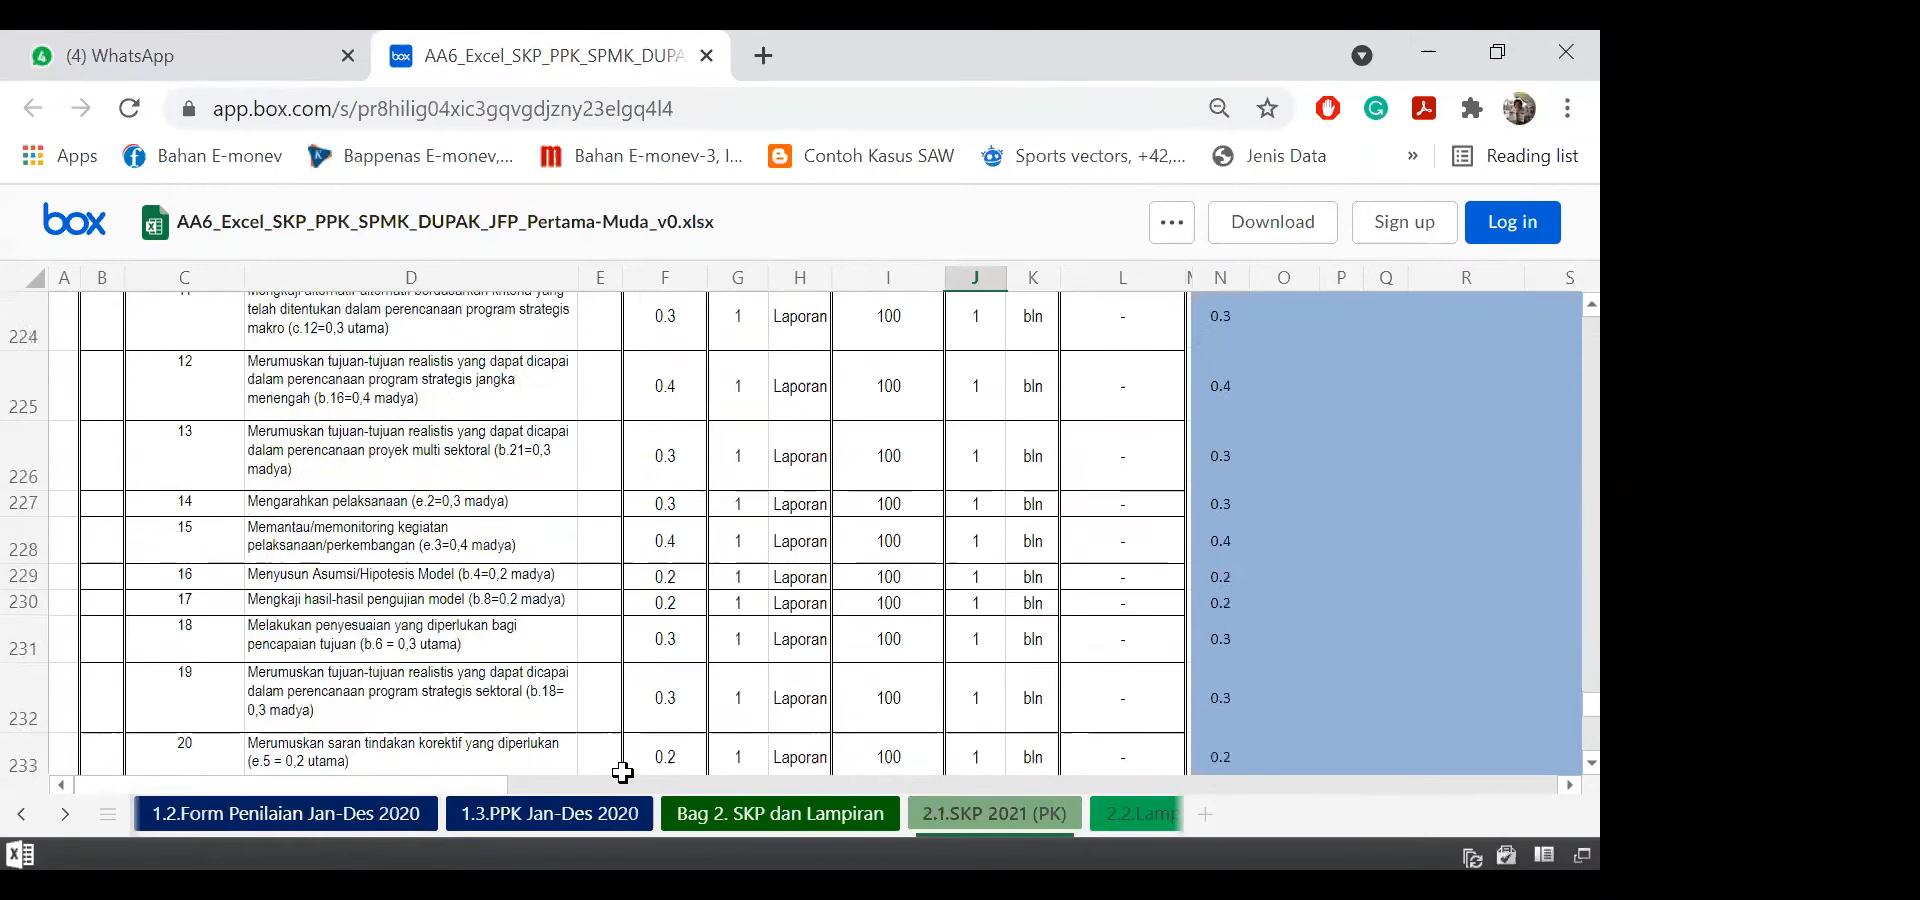 4 (4) WhatsApp
box AA6_Excel_SKP_PPK_SPMK_DUPA
app.box.com/s/pr8hilig04xic3gqvgdjzny23elgq4l4
Apps Bahan E-monev Bappenas E-monev,... Bahan E-monev-3, I... Contoh Kasus SAW Sports vectors, +42,... Jenis Data » Reading list
box AA6_Excel_SKP_PPK_SPMK_DUPAK_JFP_Pertama-Muda_v0.xlsx ... Download Sign up Log in
A B C D E F G H I J K L N O P Q R S
telah ditentukan dalam perencanaan program strategis
makro (c.12=0,3 utama)
224 0.3 1 Laporan 100 1 bln - 0.3
12 Merumuskan tujuan-tujuan realistis yang dapat dicapai
dalam perencanaan program strategis jangka
menengah (b.16=0,4 madya)
225 0.4 1 Laporan 100 1 bln - 0.4
13 Merumuskan tujuan-tujuan realistis yang dapat dicapai
dalam perencanaan proyek multi sektoral (b.21=0,3
madya)
226 0.3 1 Laporan 100 1 bln - 0.3
227 14 Mengarahkan pelaksanaan (e.2=0,3 madya) 0.3 1 Laporan 100 1 bln - 0.3
15 Memantau/memonitoring kegiatan
pelaksanaan/perkembangan (e.3=0,4 madya)
228 0.4 1 Laporan 100 1 bln - 0.4
229 16 Menyusun Asumsi/Hipotesis Model (b.4=0,2 madya) 0.2 1 Laporan 100 1 bln - 0.2
230 17 Mengkaji hasil-hasil pengujian model (b.8=0,2 madya) 0.2 1 Laporan 100 1 bln - 0.2
18 Melakukan penyesuaian yang diperlukan bagi
pencapaian tujuan (b.6 = 0,3 utama)
231 0.3 1 Laporan 100 1 bln - 0.3
19 Merumuskan tujuan-tujuan realistis yang dapat dicapai
dalam perencanaan program strategis sektoral (b.18=
0,3 madya)
232 0.3 1 Laporan 100 1 bln - 0.3
20 Merumuskan saran tindakan korektif yang diperlukan
(e.5 = 0,2 utama)
233 0.2 1 Laporan 100 1 bln - 0.2
1.2.Form Penilaian Jan-Des 2020 1.3.PPK Jan-Des 2020 Bag 2. SKP dan Lampiran 2.1.SKP 2021 (PK) 2.2.Lamp